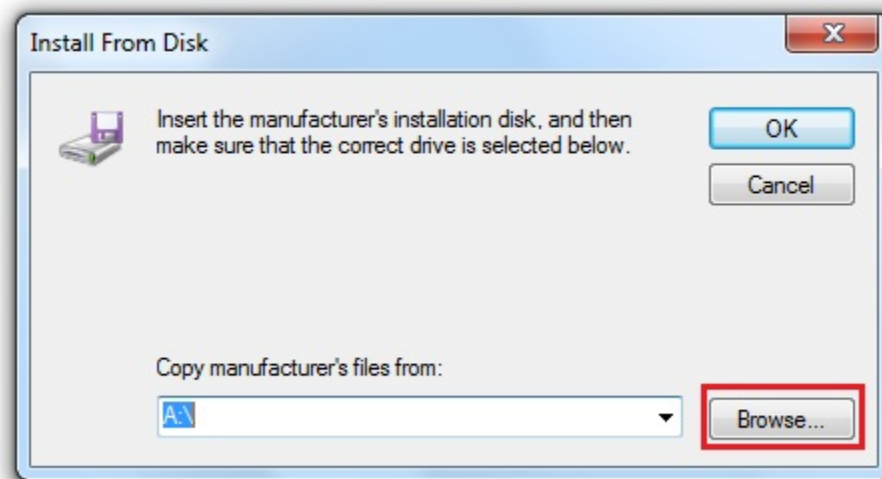 Install From Disk
Insert the manufacturer's installation disk, and then
make sure that the correct drive is selected below.
OK
Cancel
Copy manufacturer's files from:
A:\
Browse...